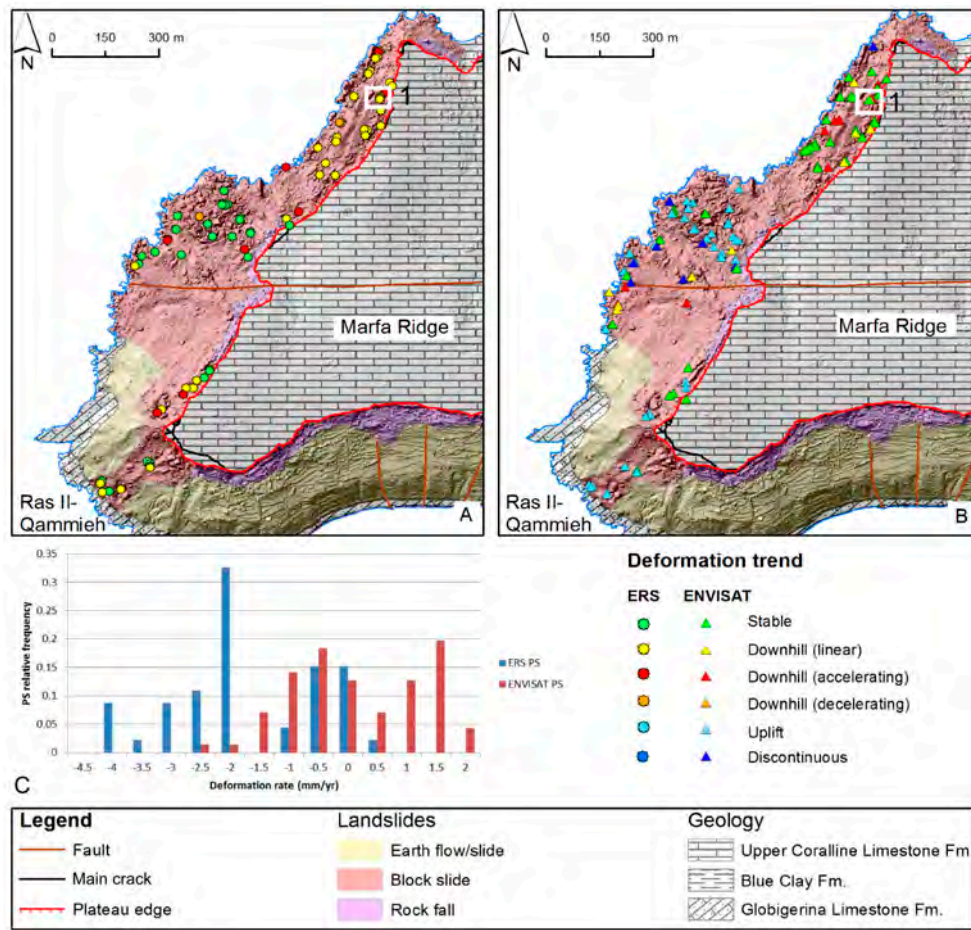 0 150 300 m
N
1
Marfa Ridge
Ras Il-
Qammieh
A
0 150 300 m
N
1
Marfa Ridge
Ras Il-
Qammieh
B
0.35
0.3
0.25
0.2
0.15
0.1
0.05
0
PS relative frequency
-4.5 -4 -3.5 -3 -2.5 -2 -1.5 -1 -0.5 0 0.5 1 1.5 2
Deformation rate (mm/yr)
ERS PS
ENVISAT PS
C
Deformation trend
ERS ENVISAT
Stable
Downhill (linear)
Downhill (accelerating)
Downhill (decelerating)
Uplift
Discontinuous
Legend
Fault
Main crack
Plateau edge
Landslides
Earth flow/slide
Block slide
Rock fall
Geology
Upper Coralline Limestone Fm.
Blue Clay Fm.
Globigerina Limestone Fm.